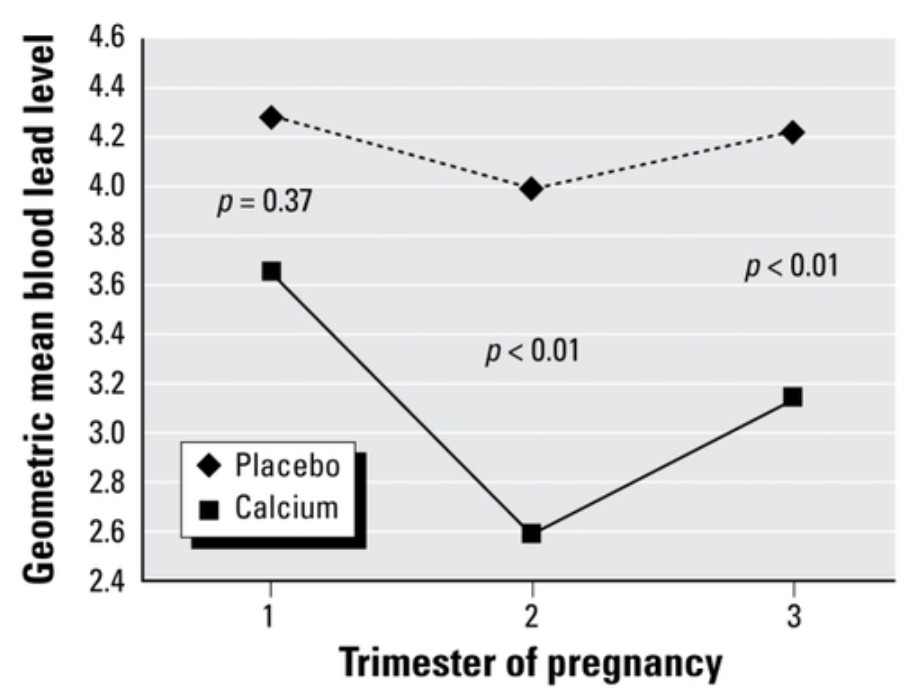 Geometric mean blood lead level
4.6
4.4
4.2
4.0
3.8
3.6
3.4
3.2
3.0
2.8
2.6
2.4
p = 0.37
p < 0.01
p < 0.01
Placebo
Calcium
1
2
3
Trimester of pregnancy